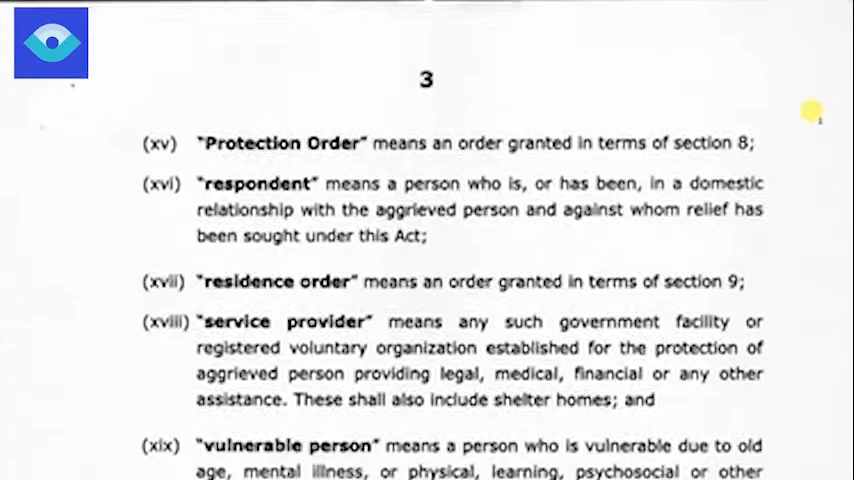 3
(xv) "Protection Order" means an order granted in terms of section 8;
(xvi) "respondent" means a person who is, or has been, in a domestic
relationship with the aggrieved person and against whom relief has
been sought under this Act;
(xvii) "residence order" means an order granted in terms of section 9;
(xviii) "service provider" means any such government facility or
registered voluntary organization established for the protection of
aggrieved person providing legal, medical, financial or any other
assistance. These shall also include shelter homes; and
(xix) "vulnerable person" means a person who is vulnerable due to old
age, mental illness, or physical, learning, psychosocial or other